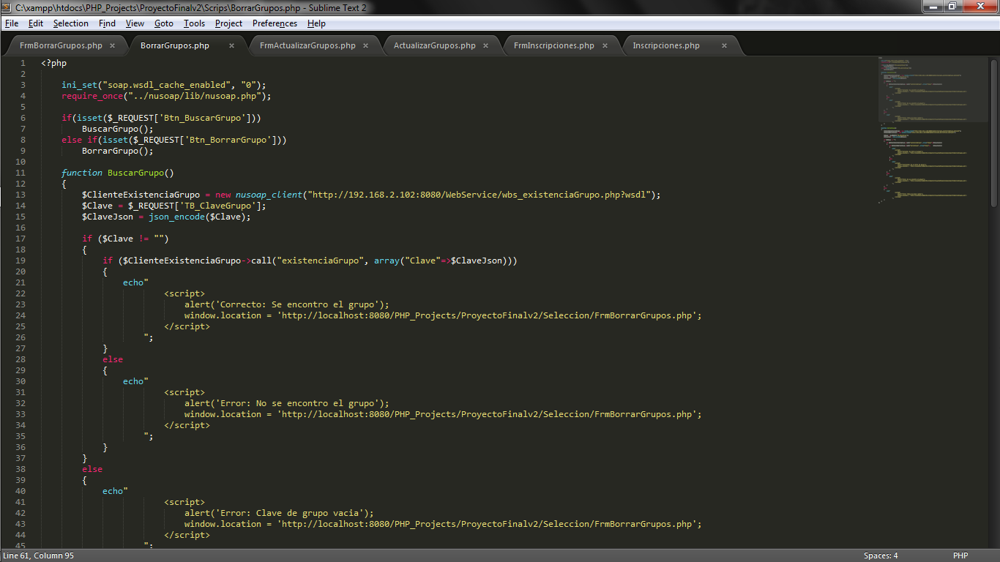 C:\xampp\htdocs\PHP_Projects\ProyectoFinalv2\Scrips\BorrarGrupos.php - Sublime Text 2
File Edit Selection Find View Goto Tools Project Preferences Help
FrmBorrarGrupos.php × BorrarGrupos.php × FrmActualizarGrupos.php × ActualizarGrupos.php × FrmInscripciones.php × Inscripciones.php ×
1 <?php
2
3 ini_set("soap.wsdl_cache_enabled", "0");
4 require_once("../nusoap/lib/nusoap.php");
5
6 if(isset($_REQUEST['Btn_BuscarGrupo']))
7 BuscarGrupo();
8 else if(isset($_REQUEST['Btn_BorrarGrupo']))
9 BorrarGrupo();
10
11 function BuscarGrupo()
12 {
13 $ClienteExistenciaGrupo = new nusoap_client("http://192.168.2.102:8080/WebService/wbs_existenciaGrupo.php?wsdl");
14 $Clave = $_REQUEST['TB_ClaveGrupo'];
15 $ClaveJson = json_encode($Clave);
16
17 if ($Clave != "")
18 {
19 if ($ClienteExistenciaGrupo->call("existenciaGrupo", array("Clave"=>$ClaveJson)))
20 {
21 echo"
22 <script>
23 alert('Correcto: Se encontro el grupo');
24 window.location = 'http://localhost:8080/PHP_Projects/ProyectoFinalv2/Seleccion/FrmBorrarGrupos.php';
25 </script>
26 ";
27 }
28 else
29 {
30 echo"
31 <script>
32 alert('Error: No se encontro el grupo');
33 window.location = 'http://localhost:8080/PHP_Projects/ProyectoFinalv2/Seleccion/FrmBorrarGrupos.php';
34 </script>
35 ";
36 }
37 }
38 else
39 {
40 echo"
41 <script>
42 alert('Error: Clave de grupo vacia');
43 window.location = 'http://localhost:8080/PHP_Projects/ProyectoFinalv2/Seleccion/FrmBorrarGrupos.php';
44 </script>
45 ";
Line 61, Column 95 Spaces: 4 PHP